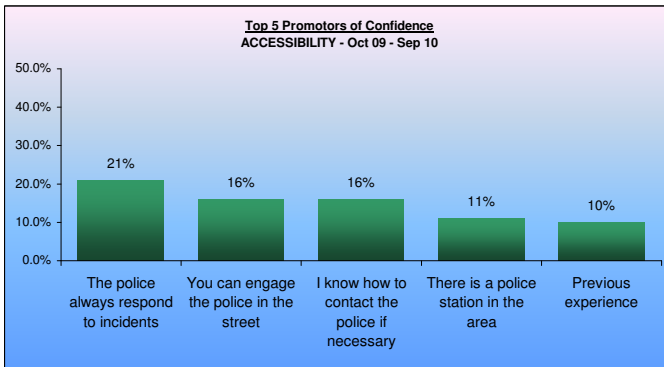 Top 5 Promotors of Confidence
ACCESSIBILITY - Oct 09 - Sep 10
50.0%
40.0%
30.0%
20.0%
10.0%
0.0%
21%
16%
16%
11%
10%
The police
always respond
to incidents
You can engage
the police in the
street
I know how to
contact the
police if
necessary
There is a police
station in the
area
Previous
experience